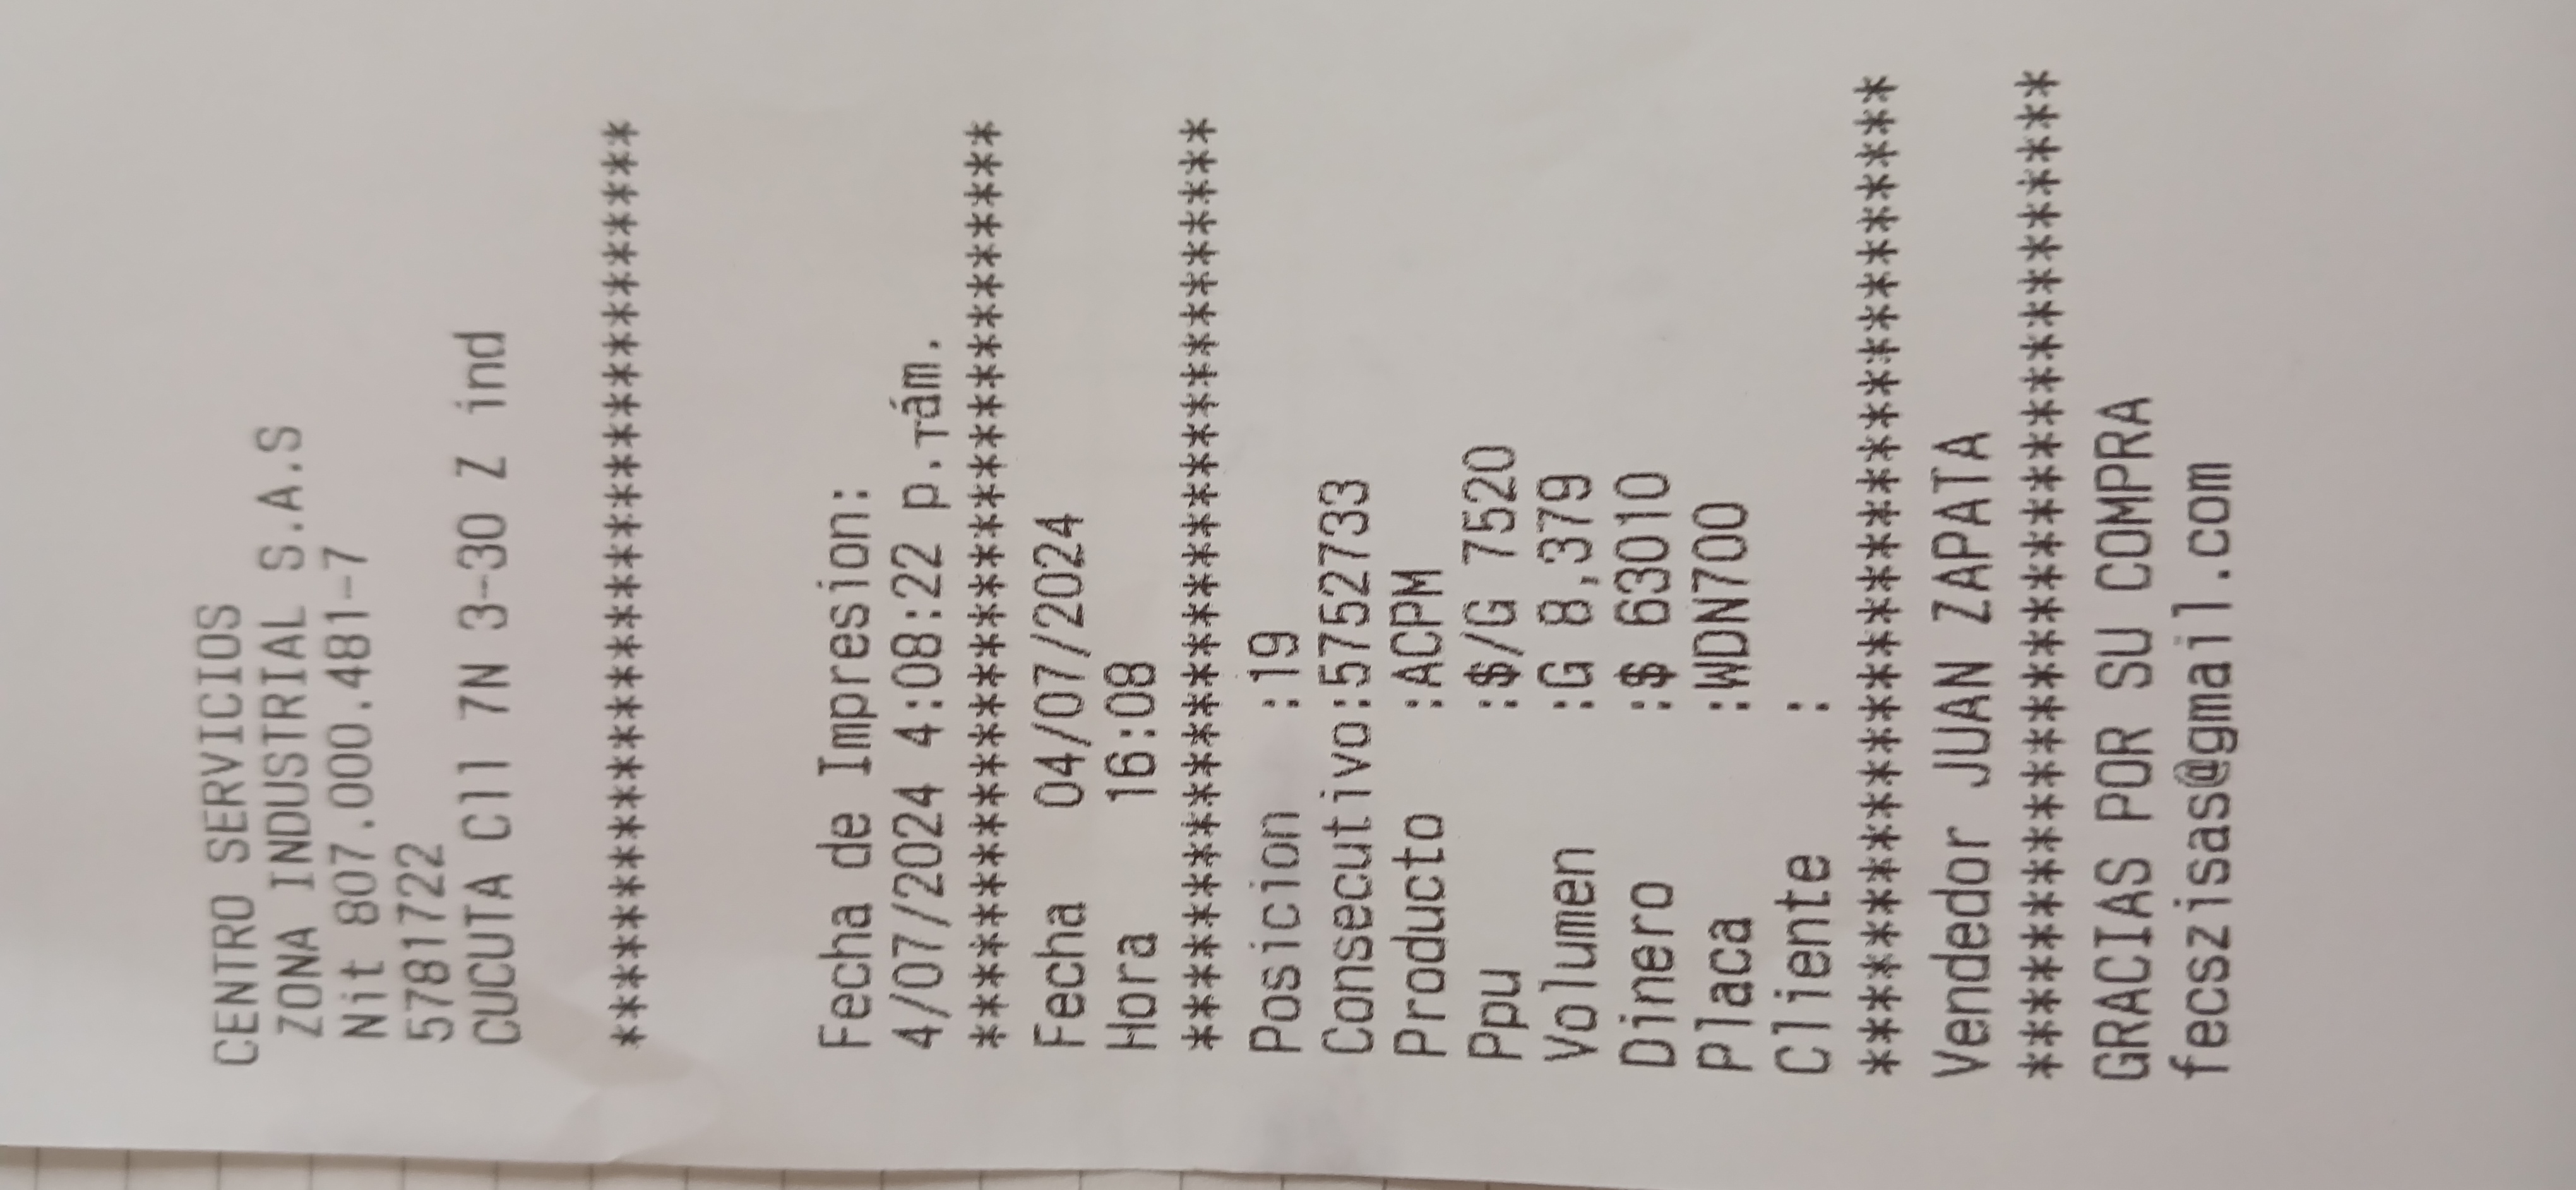 CENTRO SERVICIOS
ZONA INDUSTRIAL S.A.S
Nit 807.000.481-7
5781722
CUCUTA Cll 7N 3-30 Z ind
*******************************
Fecha de Impresion:
4/07/2024 4:08:22 p.тám.
*******************************
Fecha 04/07/2024
Hora 16:08
*******************************
Posicion :19
Consecutivo:5752733
Producto :ACPM
Ppu :$/G 7520
Volumen :G 8,379
Dinero :$ 63010
Placa :WDN700
Cliente :
*******************************
Vendedor JUAN ZAPATA
*******************************
GRACIAS POR SU COMPRA
fecszisas@gmail.com